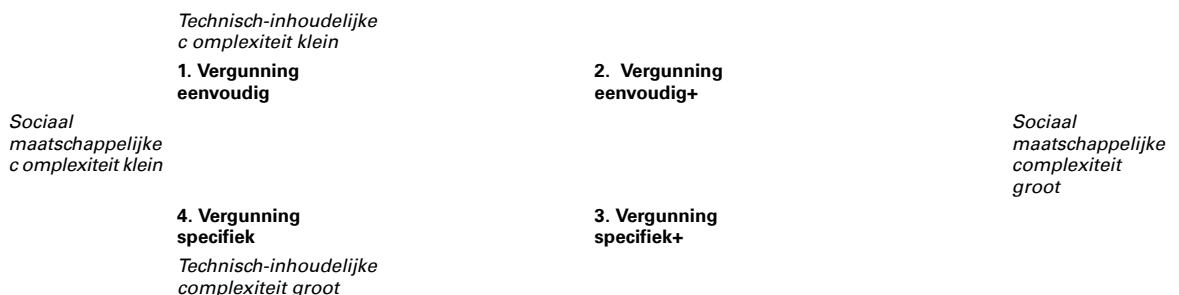 Technisch-inhoudelijke
c omplexiteit klein
1. Vergunning
eenvoudig
2. Vergunning
eenvoudig+
Sociaal
maatschappelijke
c omplexiteit klein
Sociaal
maatschappelijke
complexiteit
groot
4. Vergunning
specifiek
3. Vergunning
specifiek+
Technisch-inhoudelijke
complexiteit groot